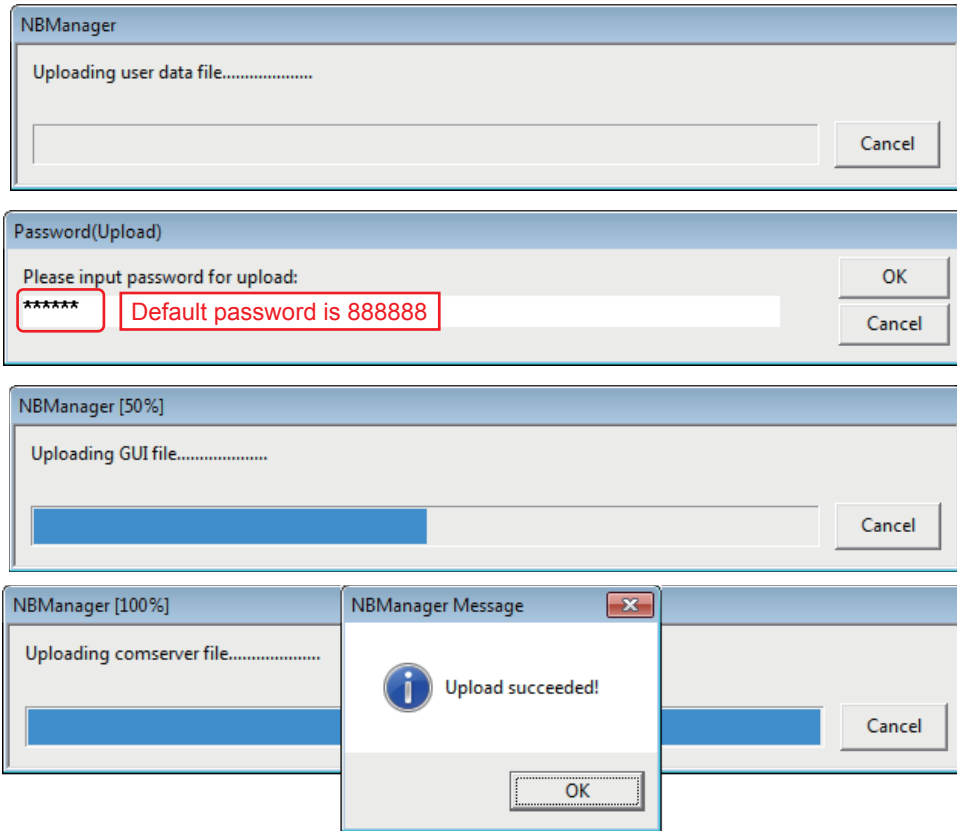 NBManager
Uploading user data file....................
Cancel
Password(Upload)
Please input password for upload:
OK
****** Default password is 888888
Cancel
NBManager [50%]
Uploading GUI file....................
Cancel
NBManager [100%]
Uploading comserver file....................
Cancel
NBManager Message
Upload succeeded!
OK